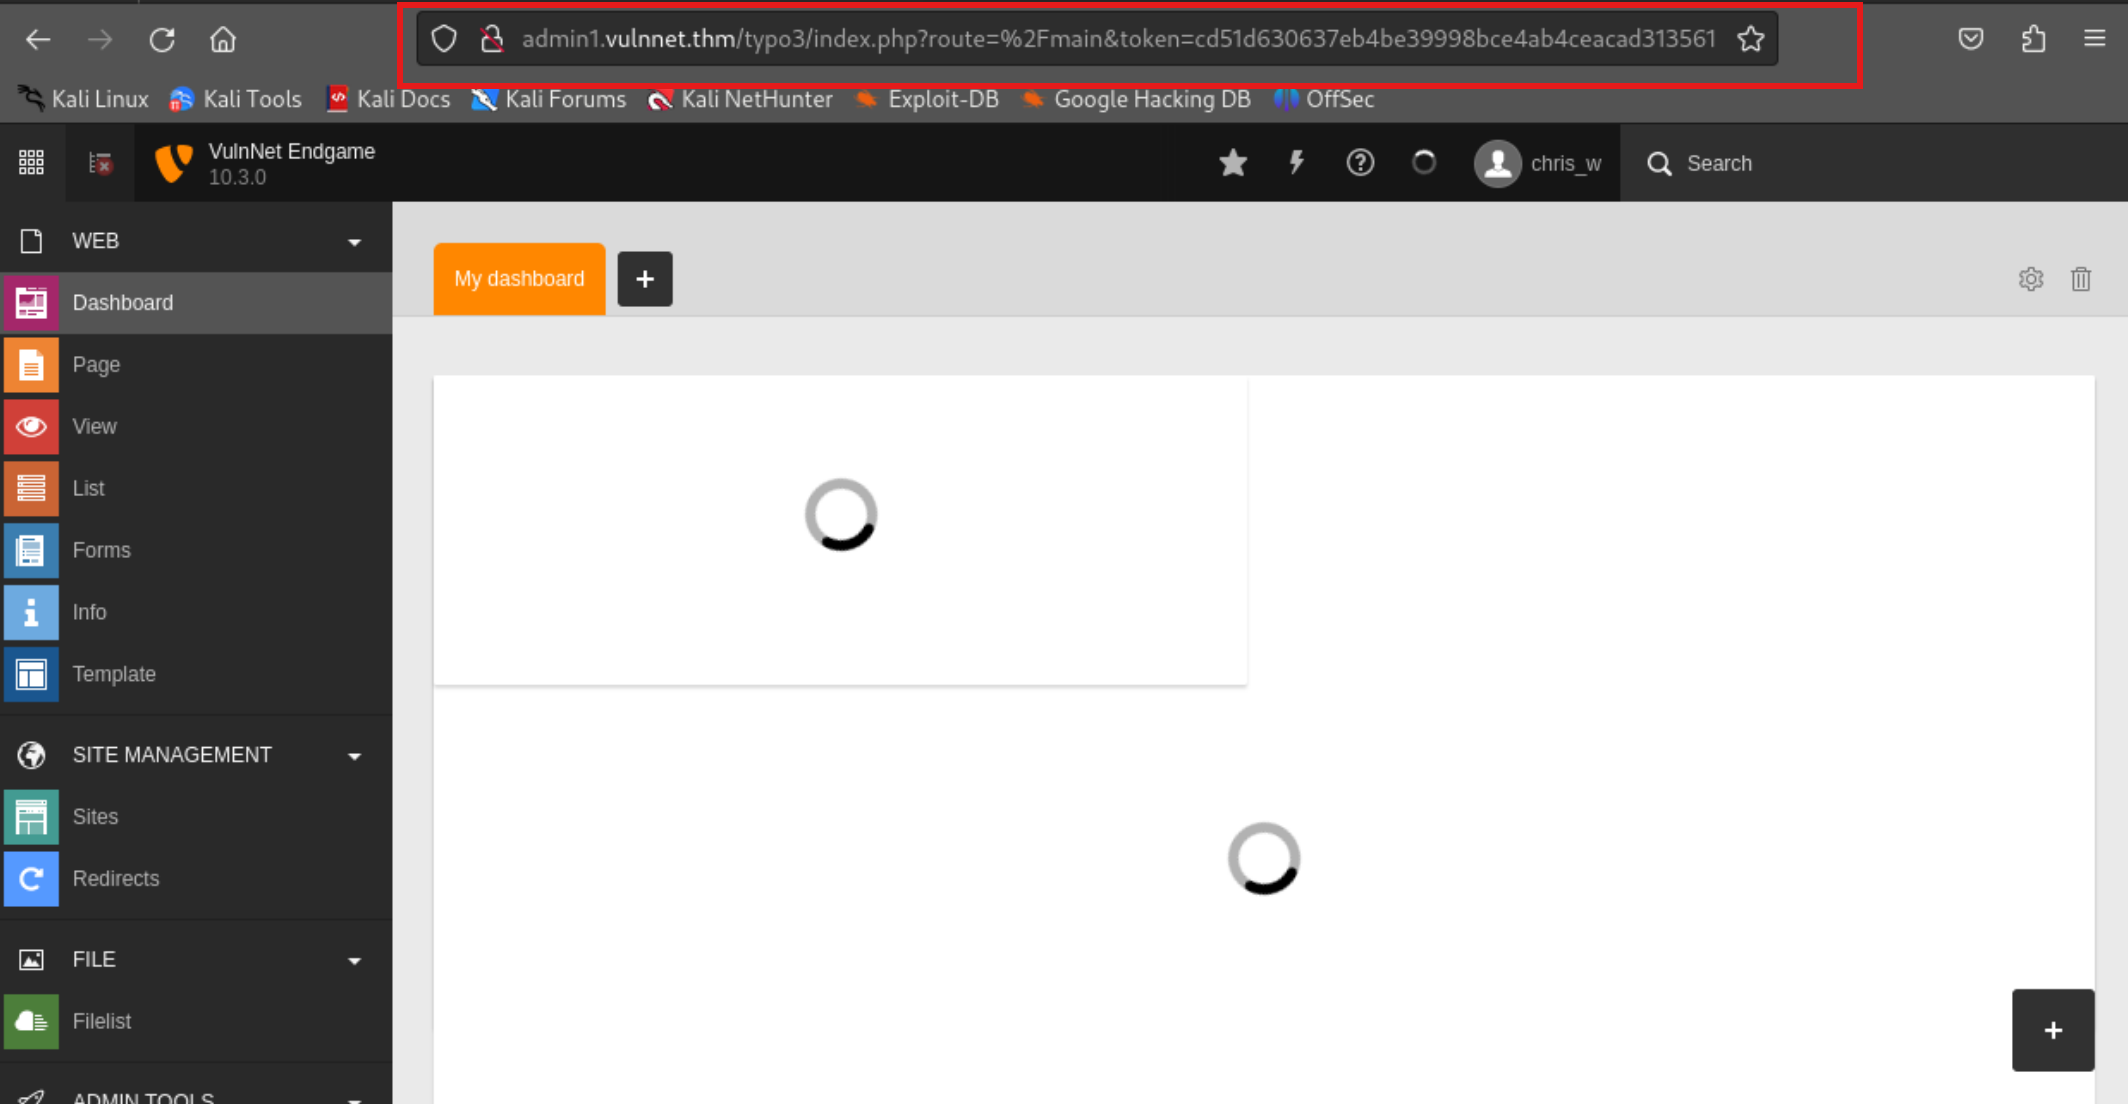 admin1.vulnnet.thm/typo3/index.php?route=%2Fmain&token=cd51d630637eb4be39998bce4ab4ceacad313561
Kali Linux Kali Tools Kali Docs Kali Forums Kali NetHunter Exploit-DB Google Hacking DB OffSec
VulnNet Endgame
10.3.0
chris_w
Search
WEB
My dashboard
Dashboard
Page
View
List
Forms
Info
Template
SITE MANAGEMENT
Sites
Redirects
FILE
Filelist
ADMIN TOOLS